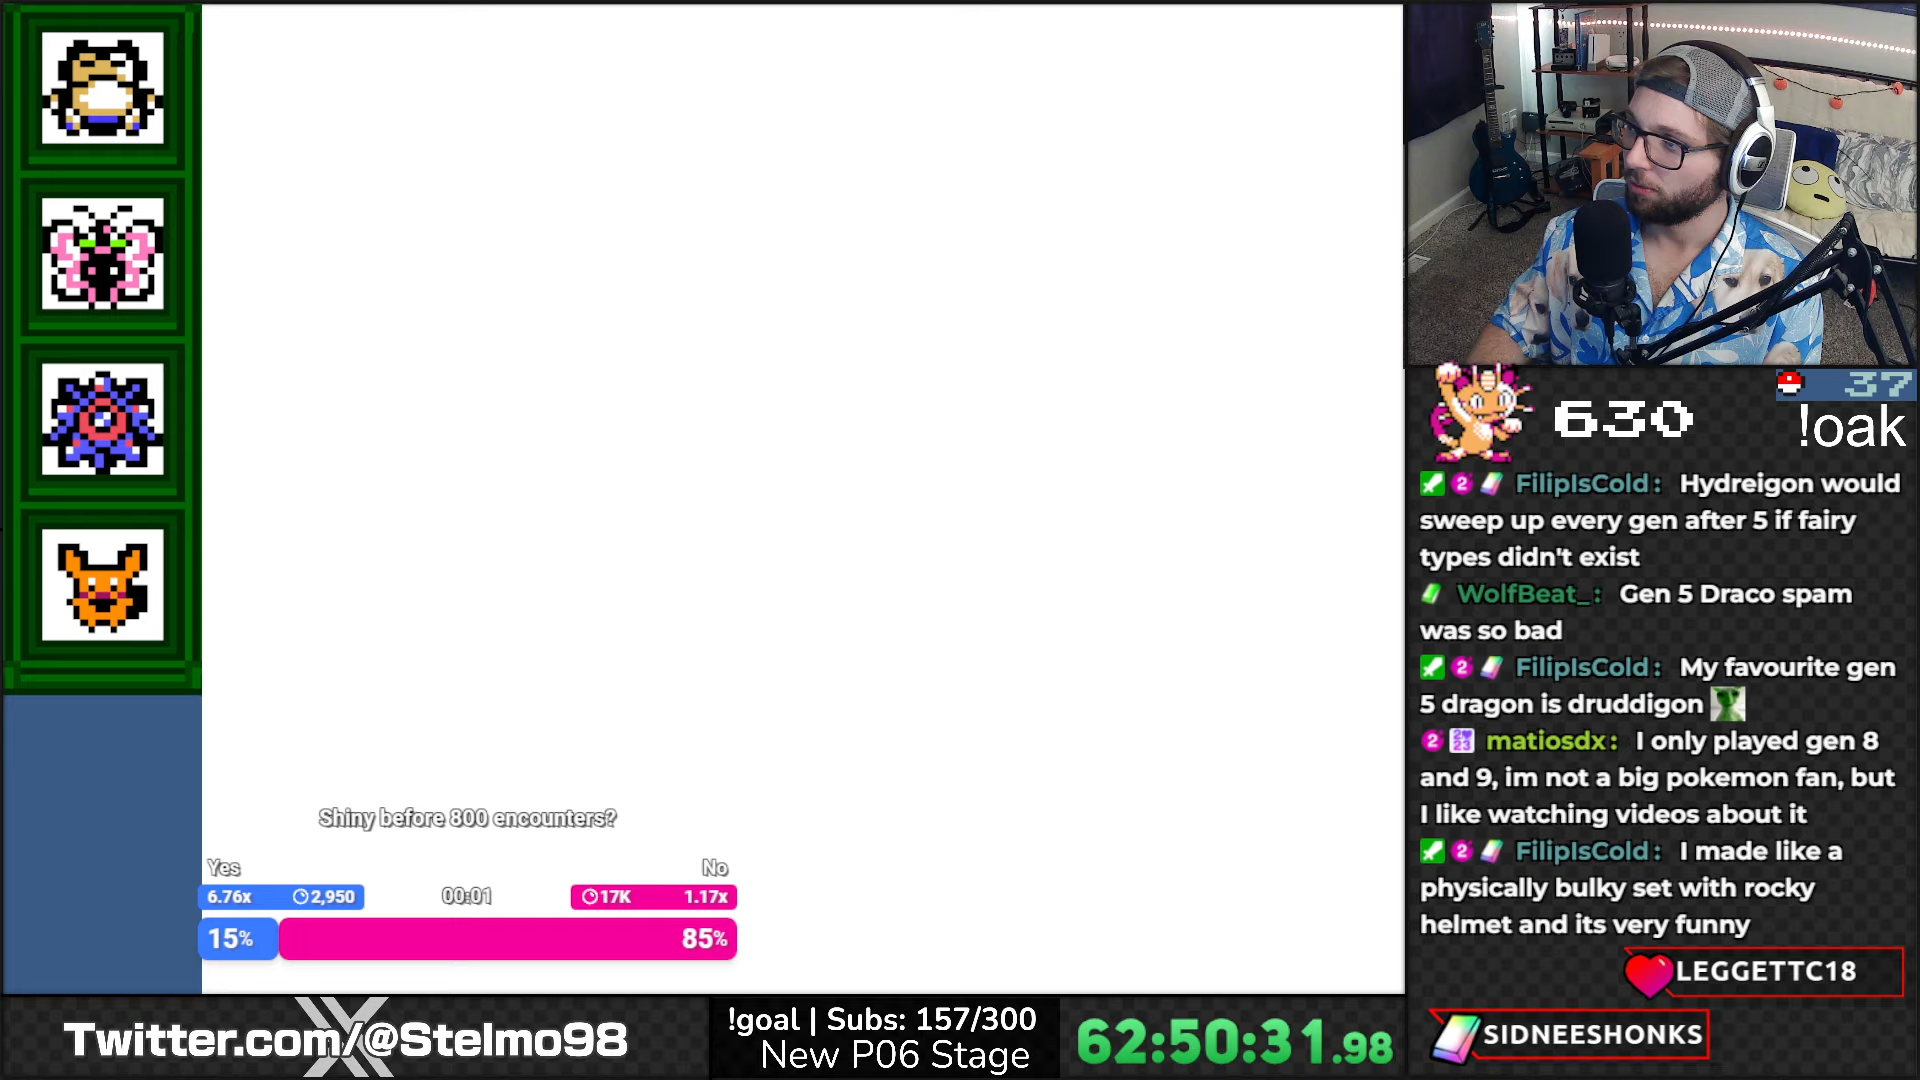 630
37
!oak
FilipIsCold: Hydreigon would
sweep up every gen after 5 if fairy
types didn't exist
WolfBeat_: Gen 5 Draco spam
was so bad
FilipIsCold: My favourite gen
5 dragon is druddigon
matiosdx: I only played gen 8
and 9, im not a big pokemon fan, but
I like watching videos about it
FilipIsCold: I made like a
physically bulky set with rocky
helmet and its very funny
LEGGETTC18
SIDNEESHONKS
Shiny before 800 encounters?
Yes No
6.76x 2,950 00:01 17K 1.17x
15% 85%
Twitter.com/@Stelmo98
!goal | Subs: 157/300
New P06 Stage
62:50:31.98